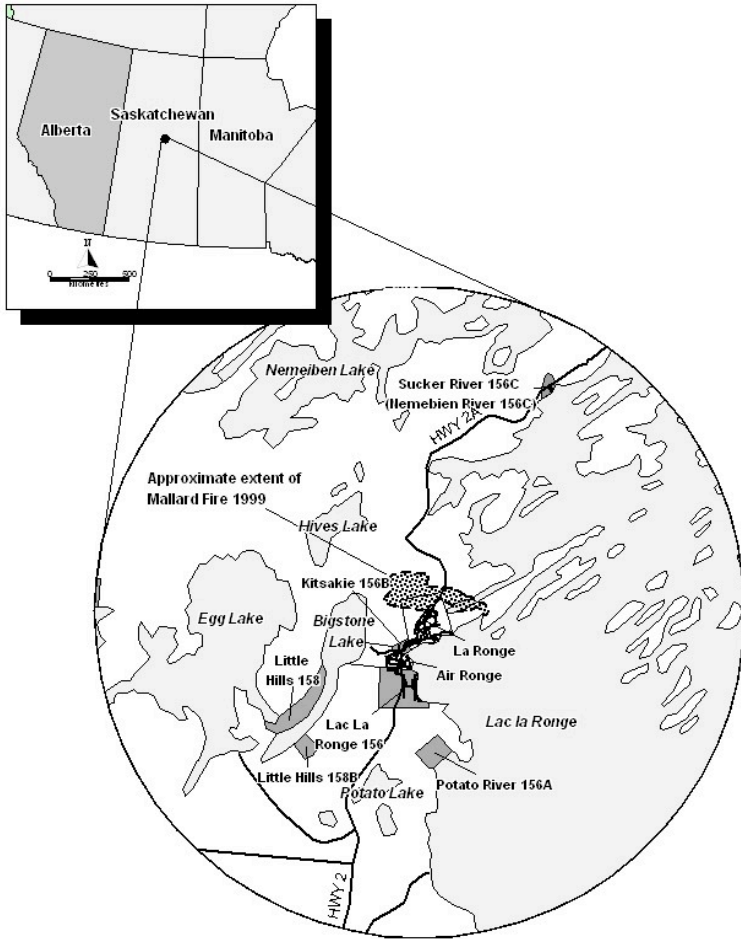 Saskatchewan
Alberta
Manitoba
N
0 250 500
Kilometres
Nemeiben Lake
Sucker River 156C
(Nemebien River 156C)
HWY 2A
Approximate extent of
Mallard Fire 1999
Hives Lake
Kitsakie 156B
Egg Lake
Bigstone
Lake
La Ronge
Little
Hills 158
Air Ronge
Lac La
Ronge 156
Lac la Ronge
Little Hills 158B
Potato Lake
Potato River 156A
HWY 2